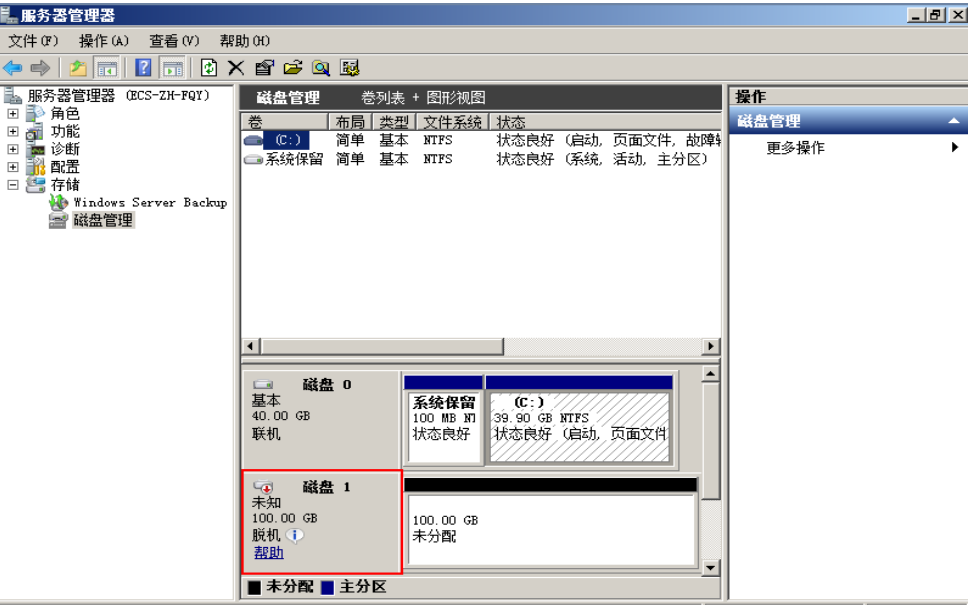 服务器管理器
文件(F) 操作(A) 查看(V) 帮助(H)
服务器管理器 (ECS-ZH-FQY)
角色
功能
诊断
配置
存储
Windows Server Backup
磁盘管理
磁盘管理 卷列表 + 图形视图
卷 布局 类型 文件系统 状态
(C:) 简单 基本 NTFS 状态良好 (启动, 页面文件, 故障转
系统保留 简单 基本 NTFS 状态良好 (系统, 活动, 主分区)
磁盘 0
基本
40.00 GB
联机
系统保留
100 MB NT
状态良好
(C:)
39.90 GB NTFS
状态良好 (启动, 页面文件
磁盘 1
未知
100.00 GB
脱机
帮助
100.00 GB
未分配
未分配 主分区
操作
磁盘管理
更多操作